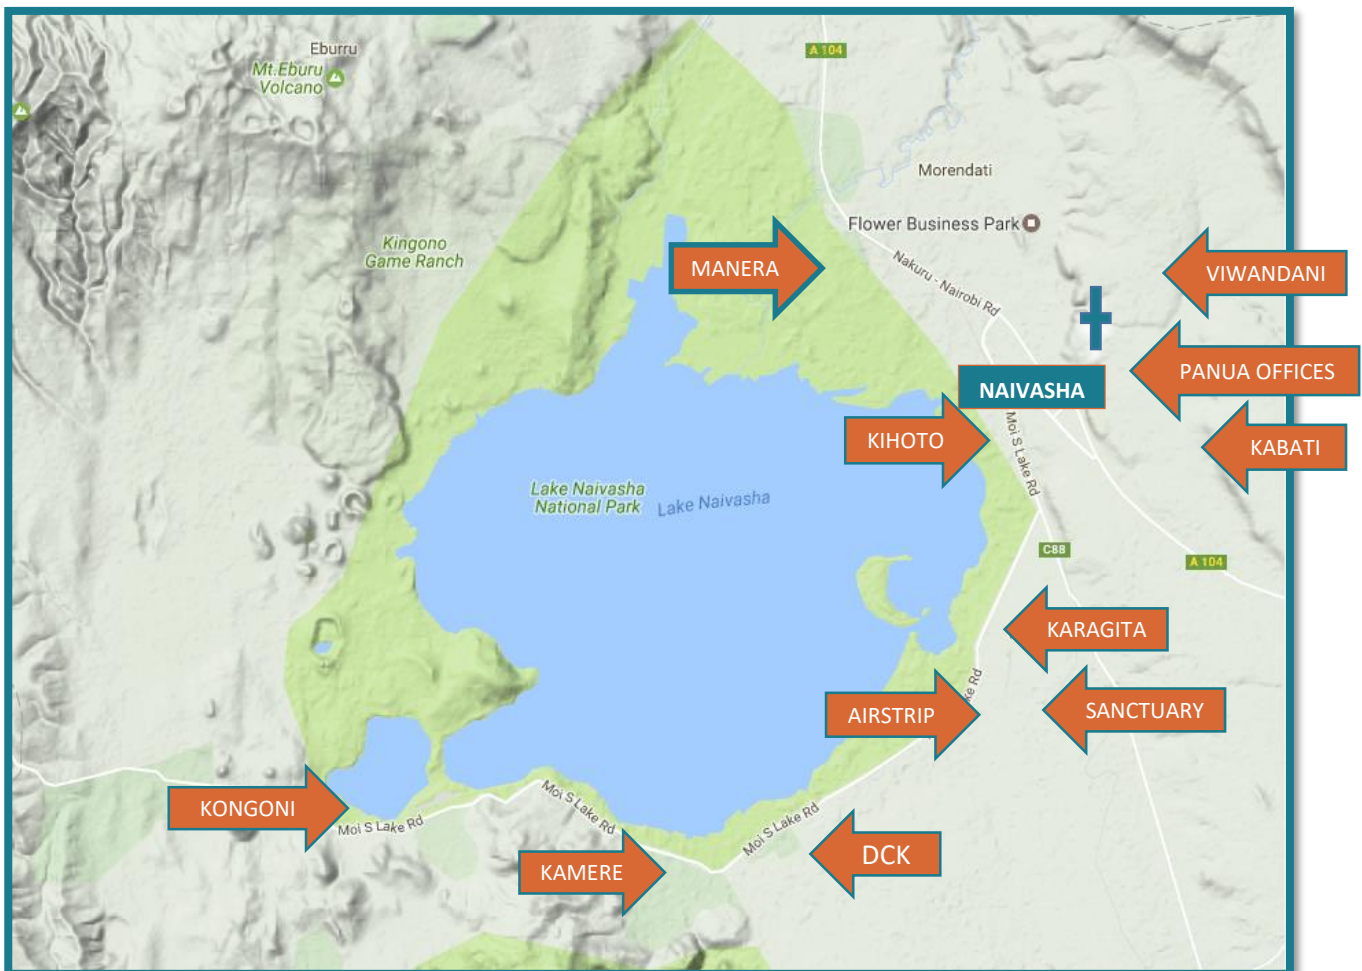 Eburru
Mt.Eburu
Volcano
A 104
Morendati
Flower Business Park
Kingono
Game Ranch
MANERA
Nakuru - Nairobi Rd
VIWANDANI
PANUA OFFICES
NAIVASHA
KIHOTO
Moi S Lake Rd
KABATI
Lake Naivasha
National Park
Lake Naivasha
C88
A 104
KARAGITA
ke Rd
AIRSTRIP
SANCTUARY
KONGONI
Moi S Lake Rd
Moi S Lake Rd
Moi S Lake Rd
KAMERE
DCK